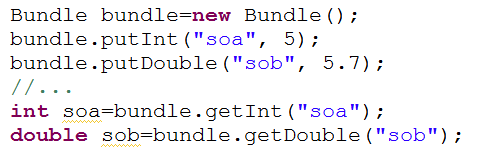 Bundle bundle=new Bundle();
bundle.putInt("soa", 5);
bundle.putDouble("sob", 5.7);
//...
int soa=bundle.getInt("soa");
double sob=bundle.getDouble("sob");